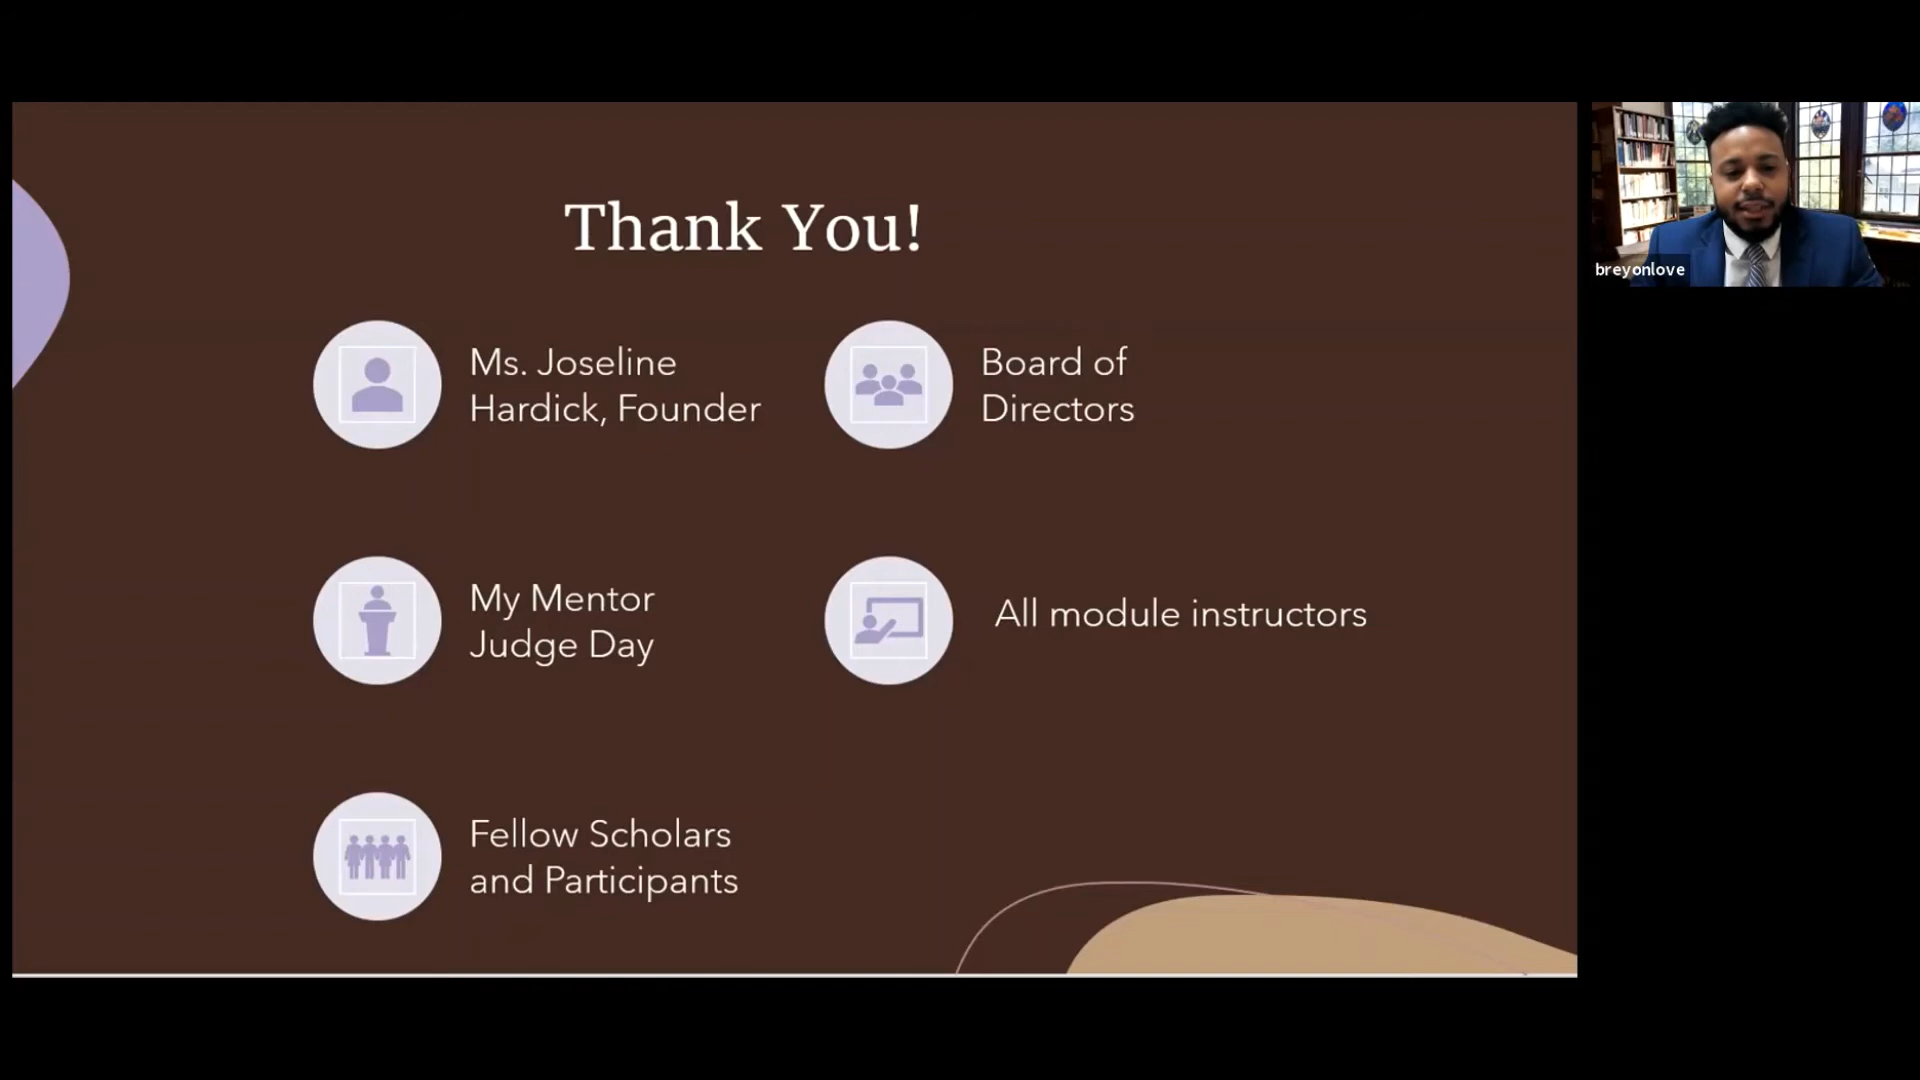 Thank You!
Ms. Joseline
Hardick, Founder
Board of
Directors
My Mentor
Judge Day
All module instructors
Fellow Scholars
and Participants
breyonlove